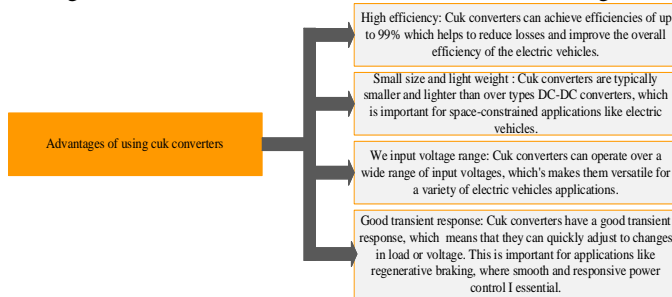 High efficiency: Cuk converters can achieve efficiencies of up
to 99% which helps to reduce losses and improve the overall
efficiency of the electric vehicles.
Small size and light weight : Cuk converters are typically
smaller and lighter than over types DC-DC converters, which
is important for space-constrained applications like electric
vehicles.
Advantages of using cuk converters
We input voltage range: Cuk converters can operate over a
wide range of input voltages, which's makes them versatile for
a variety of electric vehicles applications.
Good transient response: Cuk converters have a good transient
response, which means that they can quickly adjust to changes
in load or voltage. This is important for applications like
regenerative braking, where smooth and responsive power
control I essential.